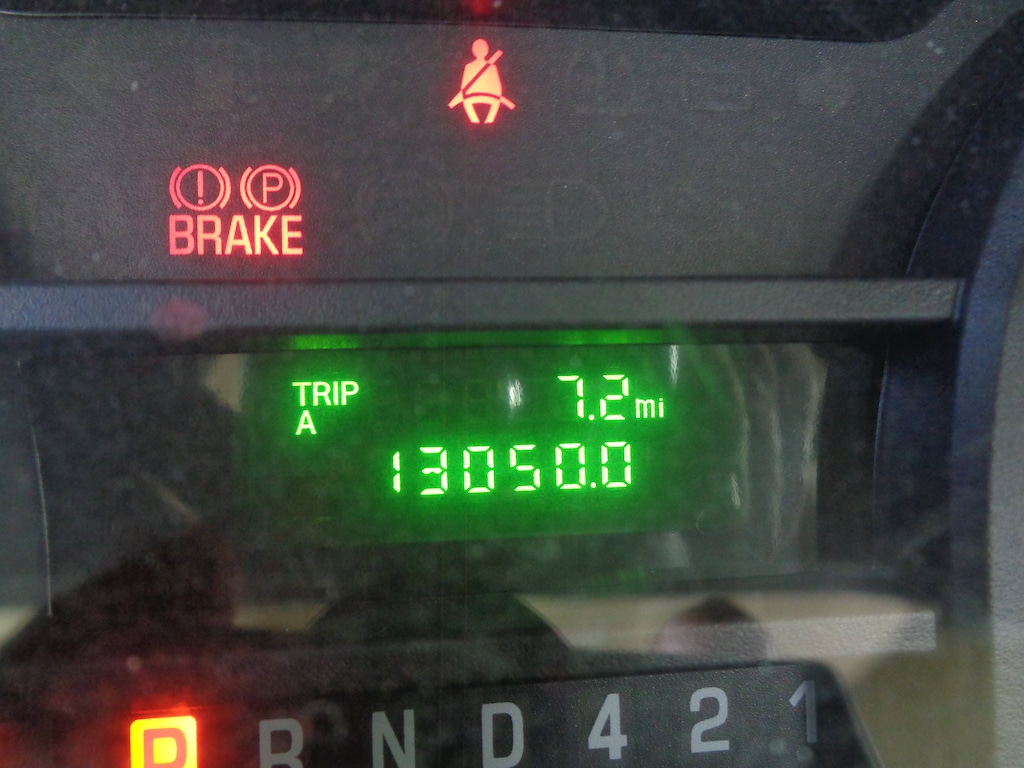 ! P
BRAKE
TRIP 7.2 mi
A
13050.0
P R N D 4 2 1